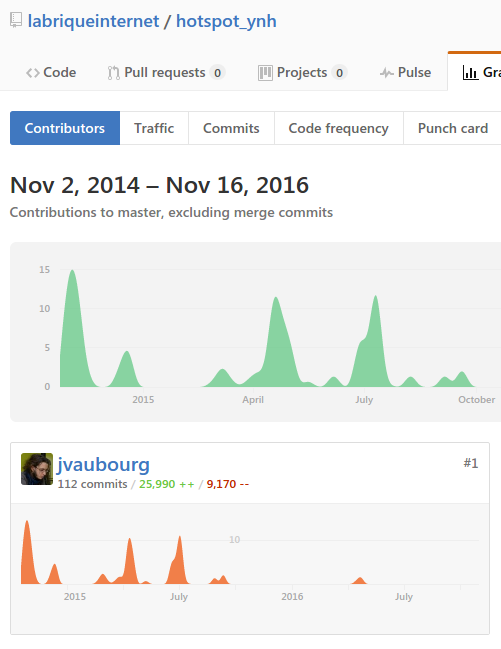 labriqueinternet / hotspot_ynh
Code Pull requests 0 Projects 0 Pulse Gra
Contributors Traffic Commits Code frequency Punch card
Nov 2, 2014 – Nov 16, 2016
Contributions to master, excluding merge commits
15
10
5
0
2015 April July October
jvaubourg #1
112 commits / 25,990 ++ / 9,170 --
10
2015 July 2016 July